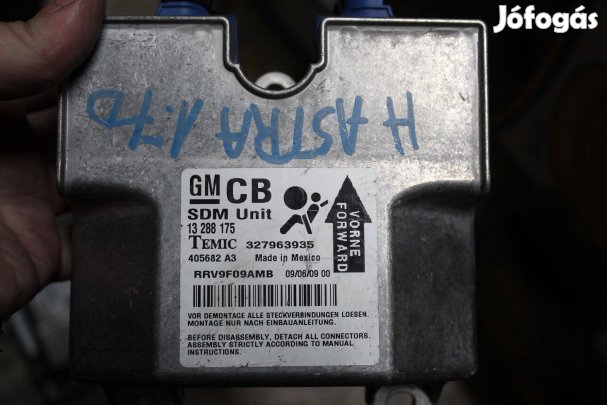 Jófogás
H ASTRA 1.7D
GM CB
SDM Unit
13 288 175
TEMIC 327963935
405682 A3 Made in Mexico
RRV9F09AMB 09/06/09 00
VORNE
FORWARD
VOR DEMONTAGE ALLE STECKVERBINDUNGEN LOESEN.
MONTAGE NUR NACH EINBAUANLEITUNG.
BEFORE DISASSEMBLY, DETACH ALL CONNECTORS.
ASSEMBLY STRICTLY ACCORDING TO MANUAL
INSTRUCTIONS.